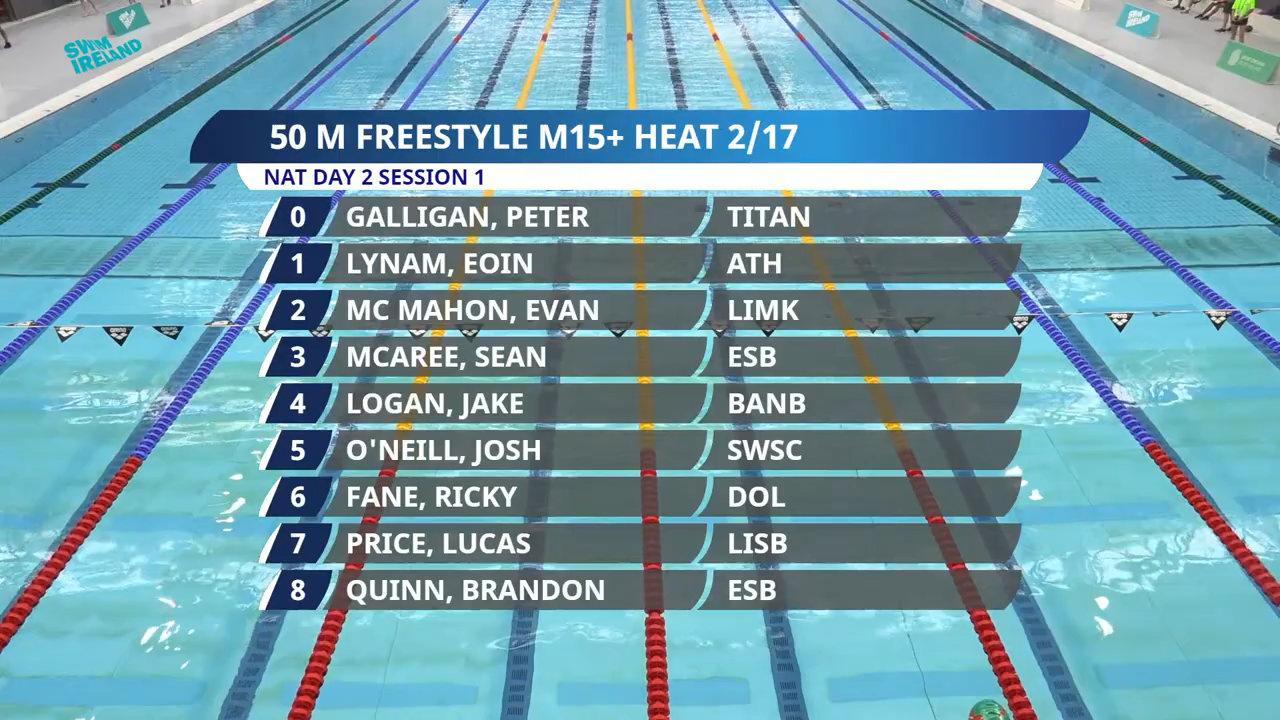 SWIM
IRELAND
50 M FREESTYLE M15+ HEAT 2/17
NAT DAY 2 SESSION 1
0 GALLIGAN, PETER TITAN
1 LYNAM, EOIN ATH
2 MC MAHON, EVAN LIMK
3 MCAREE, SEAN ESB
4 LOGAN, JAKE BANB
5 O'NEILL, JOSH SWSC
6 FANE, RICKY DOL
7 PRICE, LUCAS LISB
8 QUINN, BRANDON ESB